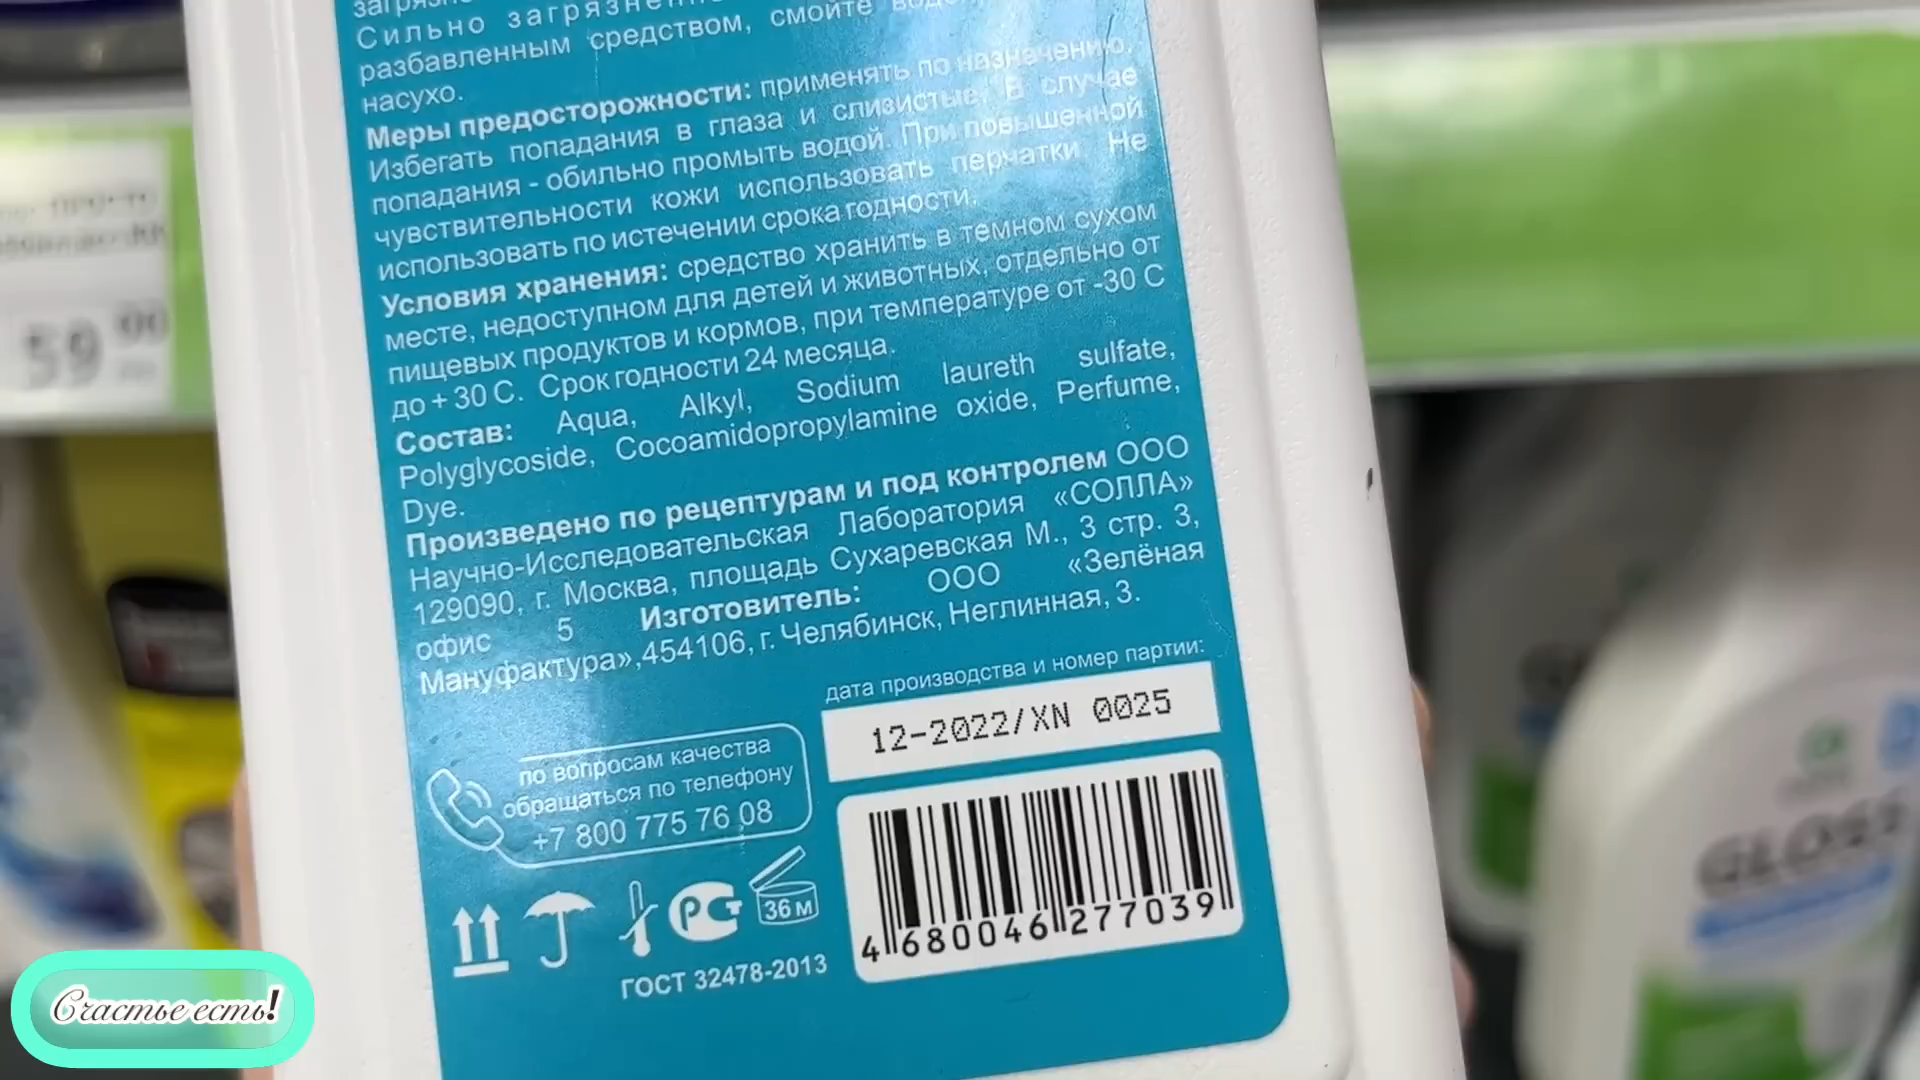 Сильно загрязнен
разбавленным средством, смойте
насухо.
Меры предосторожности: применять по назначению.
Избегать попадания в глаза и слизистые. В случае
попадания - обильно промыть водой. При повышенной
чувствительности кожи использовать перчатки Не
использовать по истечении срока годности.
Условия хранения: средство хранить в темном сухом
месте, недоступном для детей и животных, отдельно от
пищевых продуктов и кормов, при температуре от -30 С
до + 30 С. Срок годности 24 месяца.
Состав: Aqua, Alkyl, Sodium laureth sulfate,
Polyglycoside, Cocoamidopropylamine oxide, Perfume,
Dye.
Произведено по рецептурам и под контролем ООО
Научно-Исследовательская Лаборатория «СОЛЛА»
129090, г. Москва, площадь Сухаревская М., 3 стр. 3,
офис 5 Изготовитель: ООО «Зелёная
Мануфактура»,454106, г. Челябинск, Неглинная, 3.
дата производства и номер партии:
12-2022/XN 0025
по вопросам качества
обращаться по телефону
+7 800 775 76 08
РСТ
36 м
ГОСТ 32478-2013
4 680046 277039
59 90
GLOSS
Счастье есть!